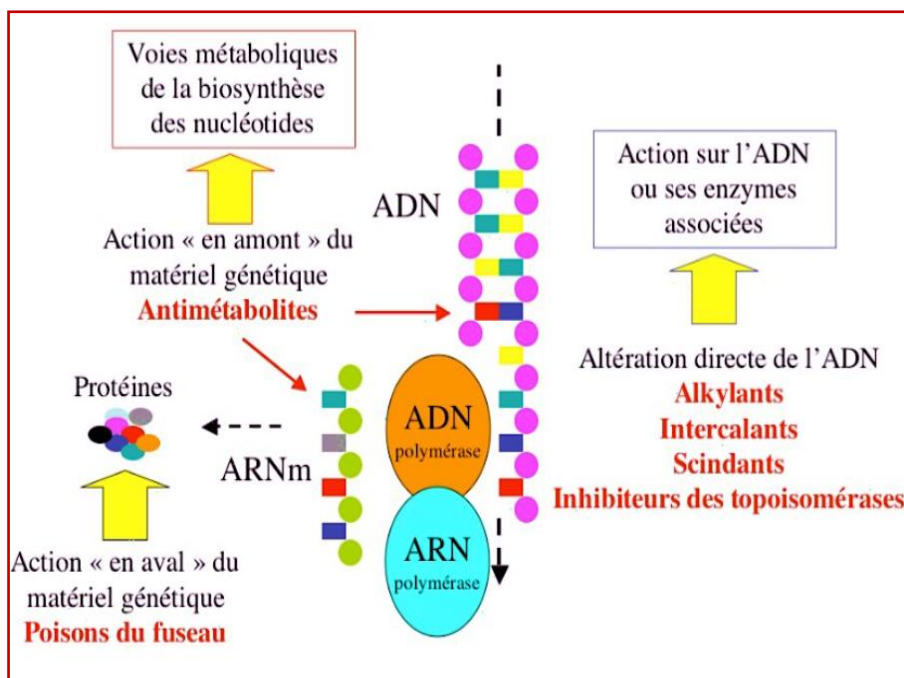 Voies métaboliques
de la biosynthèse
des nucléotides
Action « en amont » du
matériel génétique
Antimétabolites
ADN
Action sur l’ADN
ou ses enzymes
associées
Altération directe de l’ADN
Alkylants
Intercalants
Scindants
Inhibiteurs des topoisomérases
Protéines
ARNm
ADN
polymérase
ARN
polymérase
Action « en aval » du
matériel génétique
Poisons du fuseau